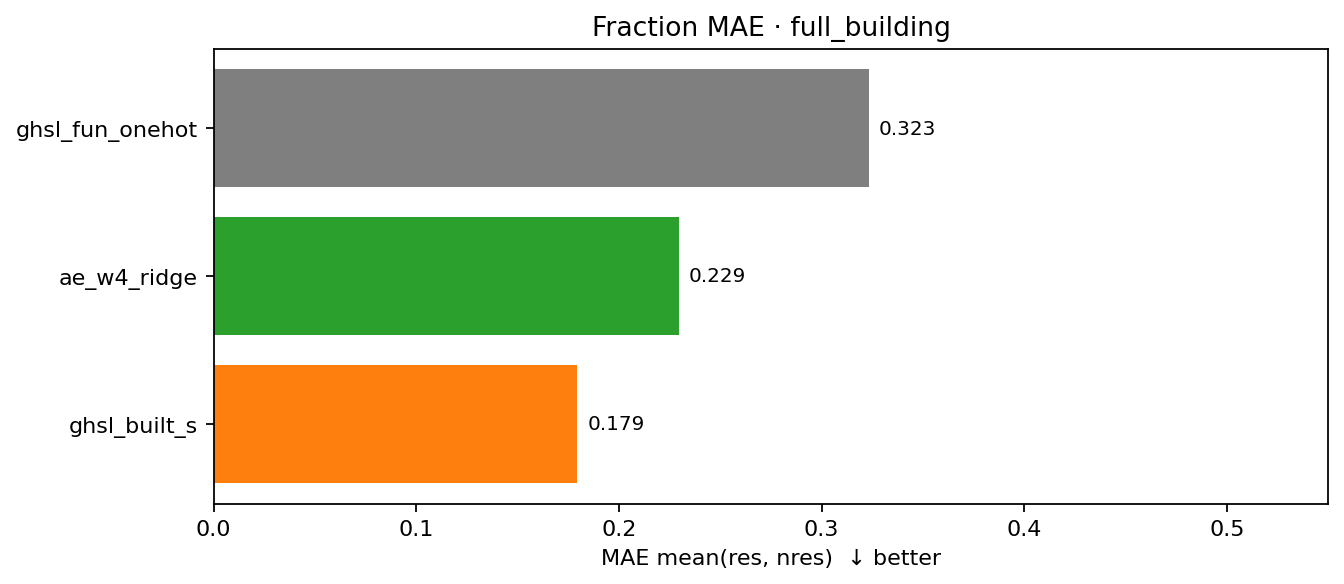 Fraction MAE · full_building
ghsl_fun_onehot
0.323
ae_w4_ridge
0.229
ghsl_built_s
0.179
0.0 0.1 0.2 0.3 0.4 0.5
MAE mean(res, nres) ↓ better